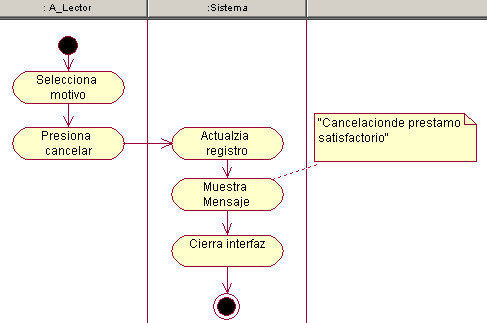 : A_Lector
:Sistema
Selecciona
motivo
Presiona
cancelar
Actualzia
registro
"Cancelacionde prestamo
satisfactorio"
Muestra
Mensaje
Cierra interfaz